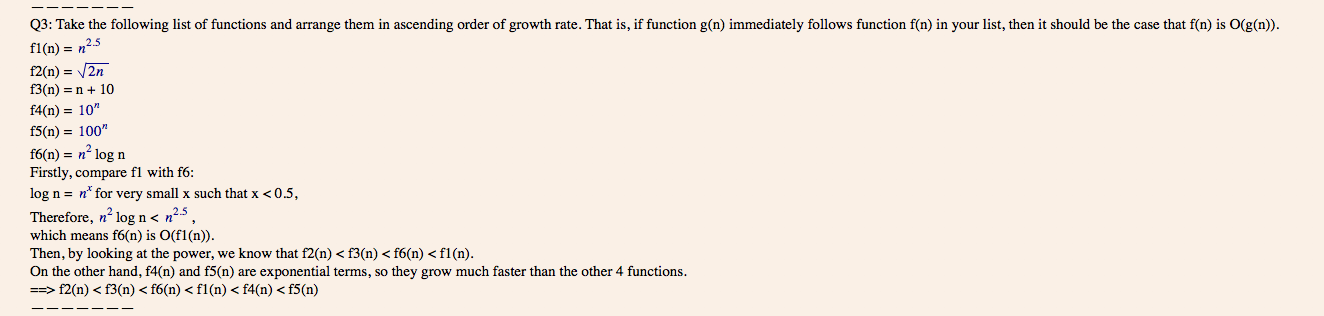 — — — — — — —
Q3: Take the following list of functions and arrange them in ascending order of growth rate. That is, if function g(n) immediately follows function f(n) in your list, then it should be the case that f(n) is O(g(n)).
f1(n) = n^2.5
f2(n) = √2n
f3(n) = n + 10
f4(n) = 10^n
f5(n) = 100^n
f6(n) = n^2 log n
Firstly, compare f1 with f6:
log n = n^x for very small x such that x < 0.5,
Therefore, n^2 log n < n^2.5 ,
which means f6(n) is O(f1(n)).
Then, by looking at the power, we know that f2(n) < f3(n) < f6(n) < f1(n).
On the other hand, f4(n) and f5(n) are exponential terms, so they grow much faster than the other 4 functions.
==> f2(n) < f3(n) < f6(n) < f1(n) < f4(n) < f5(n)
— — — — — — —